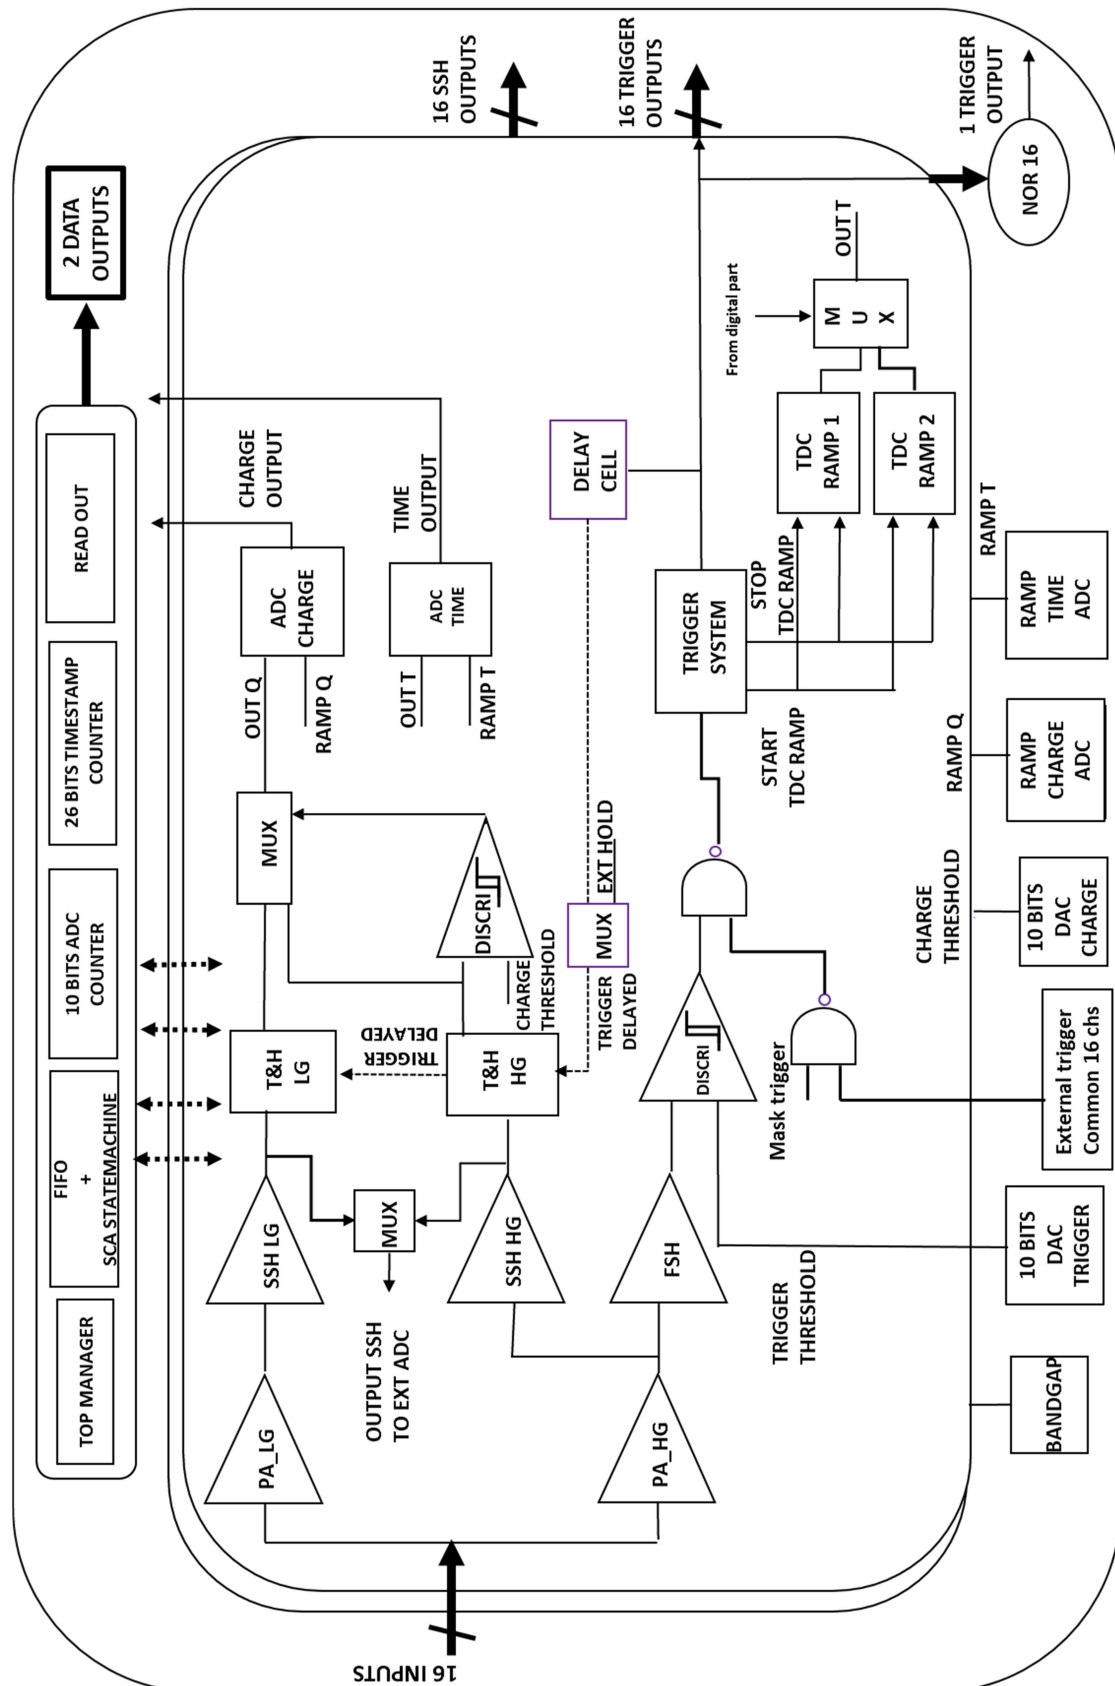 TOP MANAGER
FIFO
+
SCA STATEMACHINE
10 BITS ADC
COUNTER
26 BITS TIMESTAMP
COUNTER
READ OUT
2 DATA
OUTPUTS
16 INPUTS
PA_LG
SSH LG
T&H
LG
MUX
OUT Q
RAMP Q
ADC
CHARGE
CHARGE
OUTPUT
OUTPUT SSH
TO EXT ADC
MUX
TRIGGER
DELAYED
SSH HG
T&H
HG
CHARGE
THRESHOLD
DISCRI
OUT T
RAMP T
ADC
TIME
TIME
OUTPUT
16 SSH
OUTPUTS
TRIGGER
DELAYED
MUX
EXT HOLD
DELAY
CELL
PA_HG
FSH
DISCRI
TRIGGER
SYSTEM
16 TRIGGER
OUTPUTS
TRIGGER
THRESHOLD
Mask trigger
START
TDC RAMP
STOP
TDC RAMP
TDC
RAMP 1
TDC
RAMP 2
From digital part
M
U
X
OUT T
CHARGE
THRESHOLD
RAMP Q
RAMP T
BANDGAP
10 BITS
DAC
TRIGGER
External trigger
Common 16 chs
10 BITS
DAC
CHARGE
RAMP
CHARGE
ADC
RAMP
TIME
ADC
NOR 16
1 TRIGGER
OUTPUT